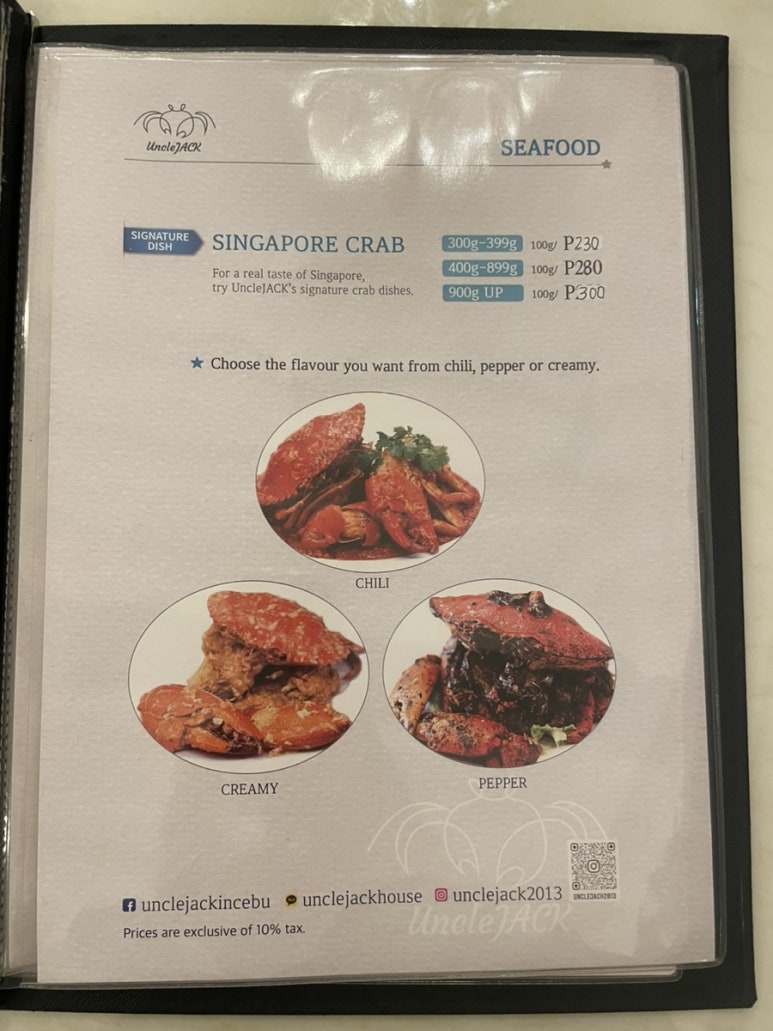 UncleJACK
SEAFOOD
SIGNATURE
DISH
SINGAPORE CRAB
300g-399g 100g/ P230
400g-899g 100g/ P280
900g UP 100g/ P300
For a real taste of Singapore,
try UncleJACK's signature crab dishes.
★ Choose the flavour you want from chili, pepper or creamy.
CHILI
CREAMY
PEPPER
unclejackincebu unclejackhouse unclejack2013
UNCLEJACK2013
UncleJACK
Prices are exclusive of 10% tax.